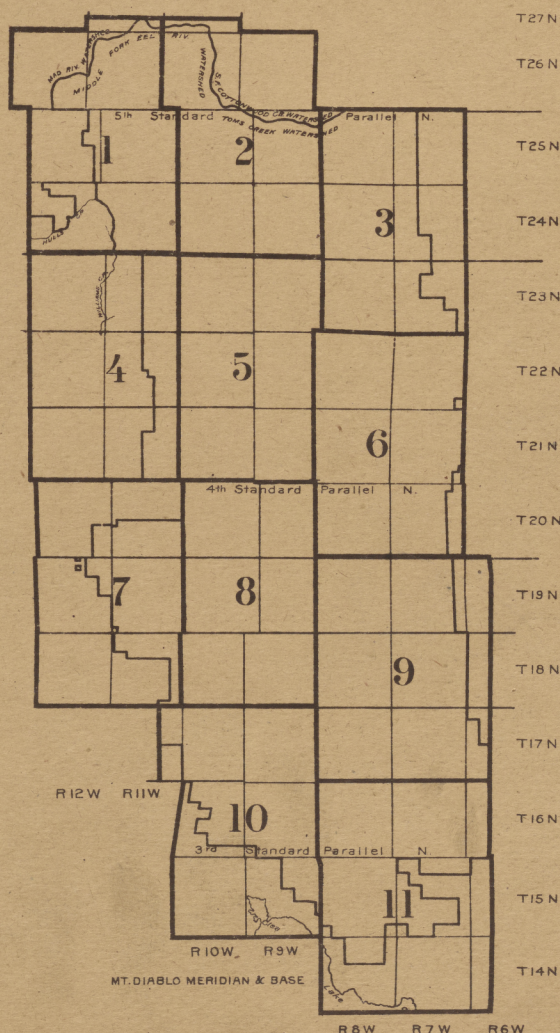 T27N
T26N
MAD RIV. WATERSHED
MIDDLE FORK EEL RIV. WATERSHED
S.F. COTTONWOOD CR. WATERSHED
TOMS CREEK WATERSHED
5th Standard Parallel N.
1
2
T25N
3
T24N
T23N
4
5
T22N
6
T21N
4th Standard Parallel N.
T20N
7
8
T19N
9
T18N
T17N
R12W R11W
10
T16N
3rd Standard Parallel N.
11
T15N
R10W R9W
MT. DIABLO MERIDIAN & BASE
Lake
T14N
R8W R7W R6W